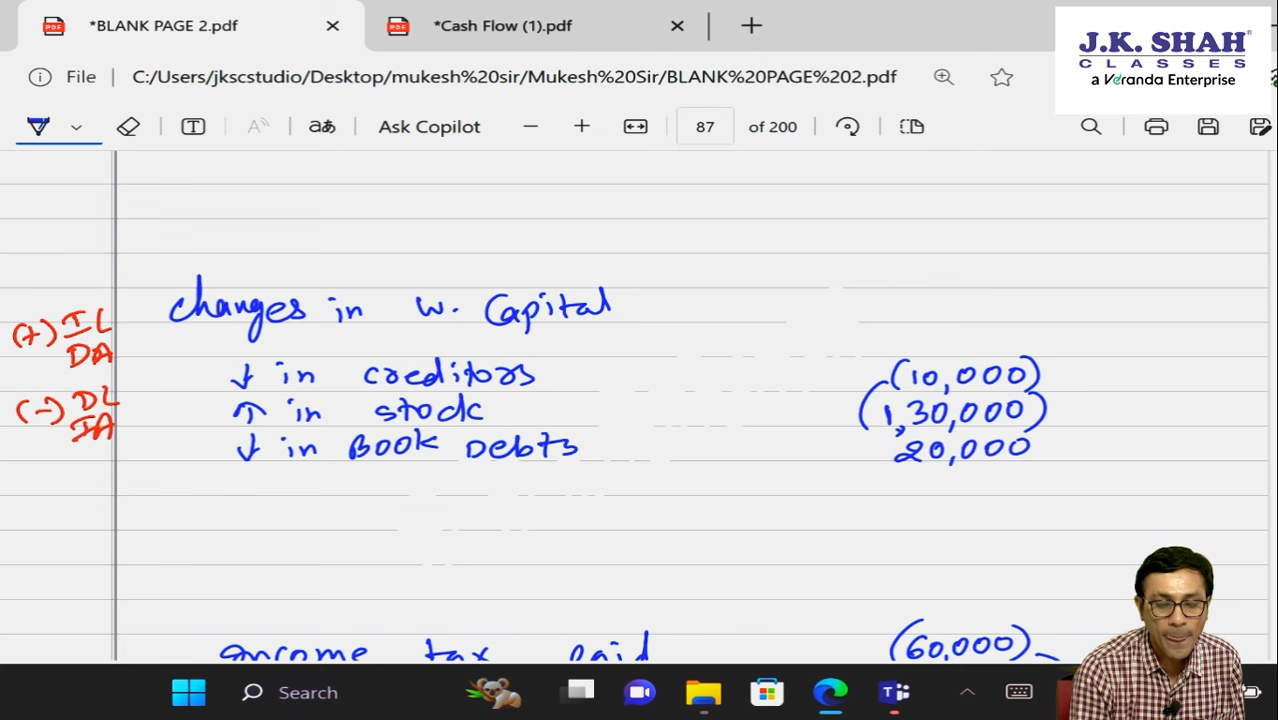 *BLANK PAGE 2.pdf
*Cash Flow (1).pdf
J.K. SHAH®
CLASSES
a Veranda Enterprise
File
C:/Users/jkscstudio/Desktop/mukesh%20sir/Mukesh%20Sir/BLANK%20PAGE%202.pdf
aあ Ask Copilot
87 of 200
changes in w. Capital
(+) IL
DA
↓ in creditors (10,000)
(-) DL
IA
↑ in stock (1,30,000)
↓ in Book Debts 20,000
income tax paid (60,000)
Search